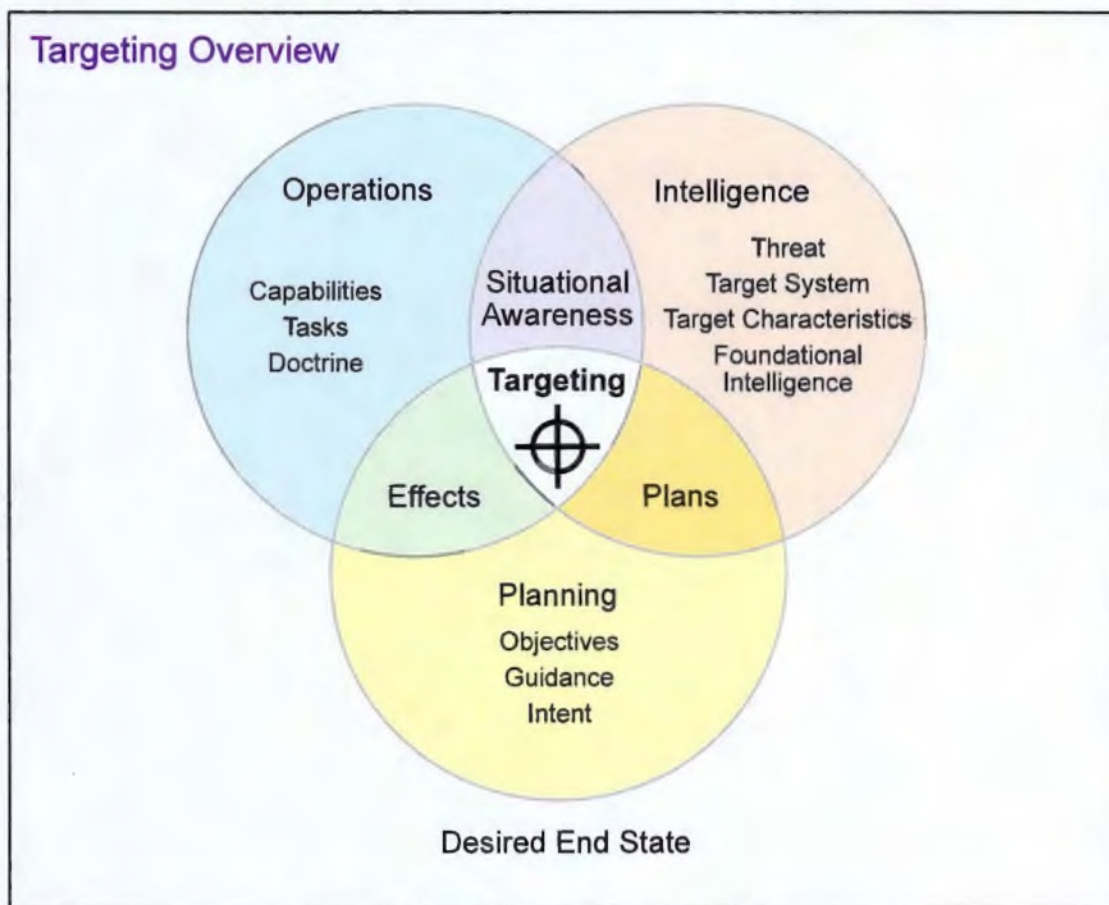 Targeting Overview
Operations
Capabilities
Tasks
Doctrine
Situational
Awareness
Intelligence
Threat
Target System
Target Characteristics
Foundational
Intelligence
Targeting
Effects
Plans
Planning
Objectives
Guidance
Intent
Desired End State